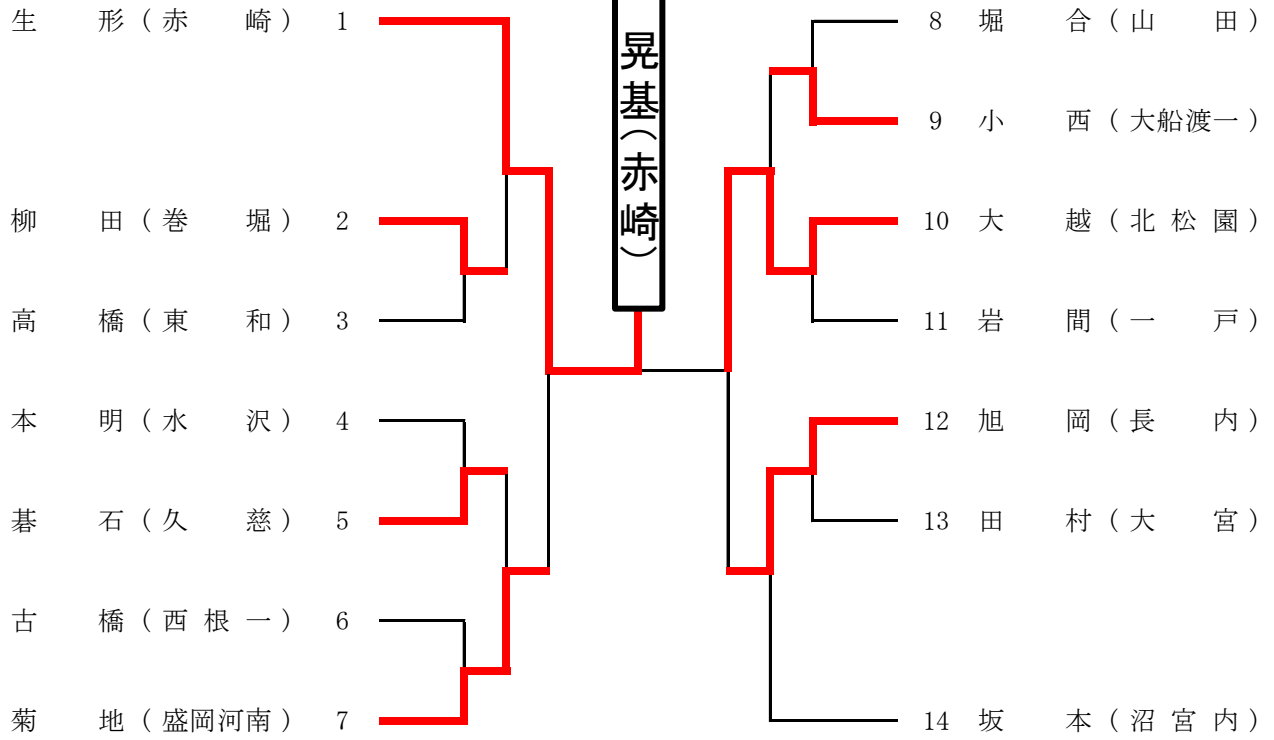 晃基(赤崎)
生形(赤崎) 1
柳田(巻堀) 2
高橋(東和) 3
本明(水沢) 4
碁石(久慈) 5
古橋(西根一) 6
菊地(盛岡河南) 7
8 堀合(山田)
9 小西(大船渡一)
10 大越(北松園)
11 岩間(一戸)
12 旭岡(長内)
13 田村(大宮)
14 坂本(沼宮内)